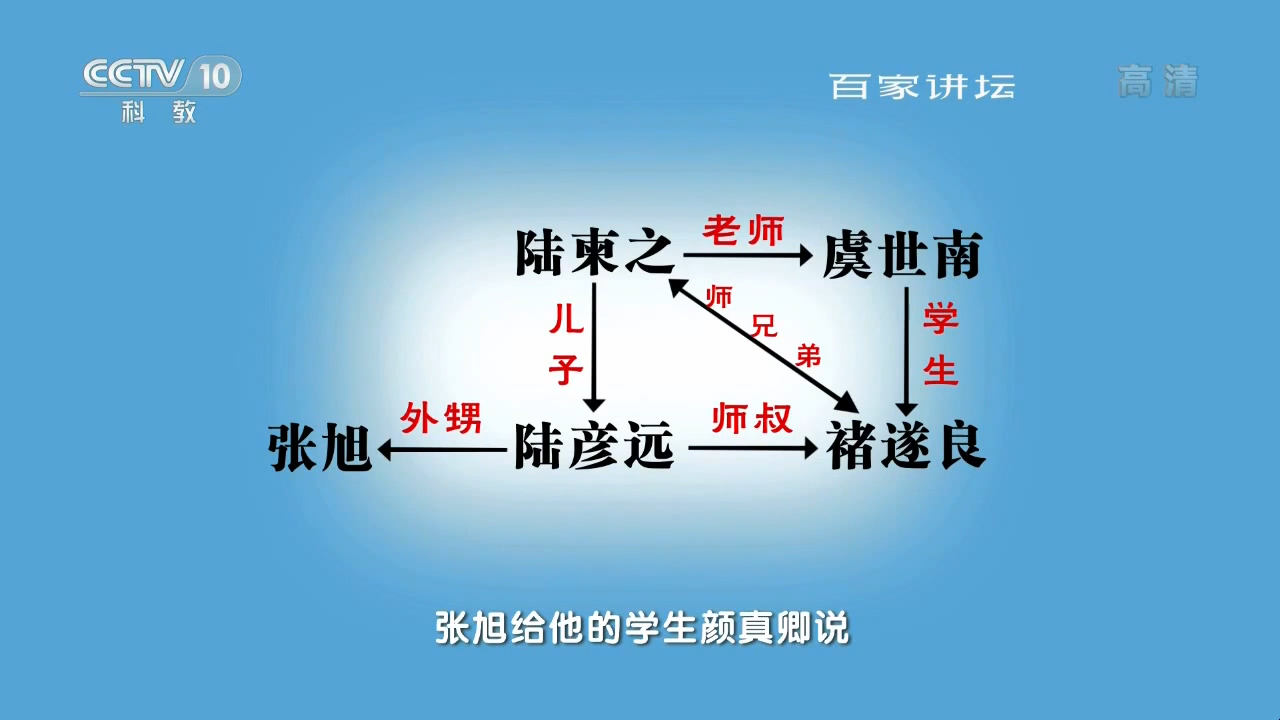 CCTV 10
科教
百家讲坛
高清
陆柬之
老师
虞世南
儿子
师兄弟
学生
张旭
外甥
陆彦远
师叔
褚遂良
张旭给他的学生颜真卿说